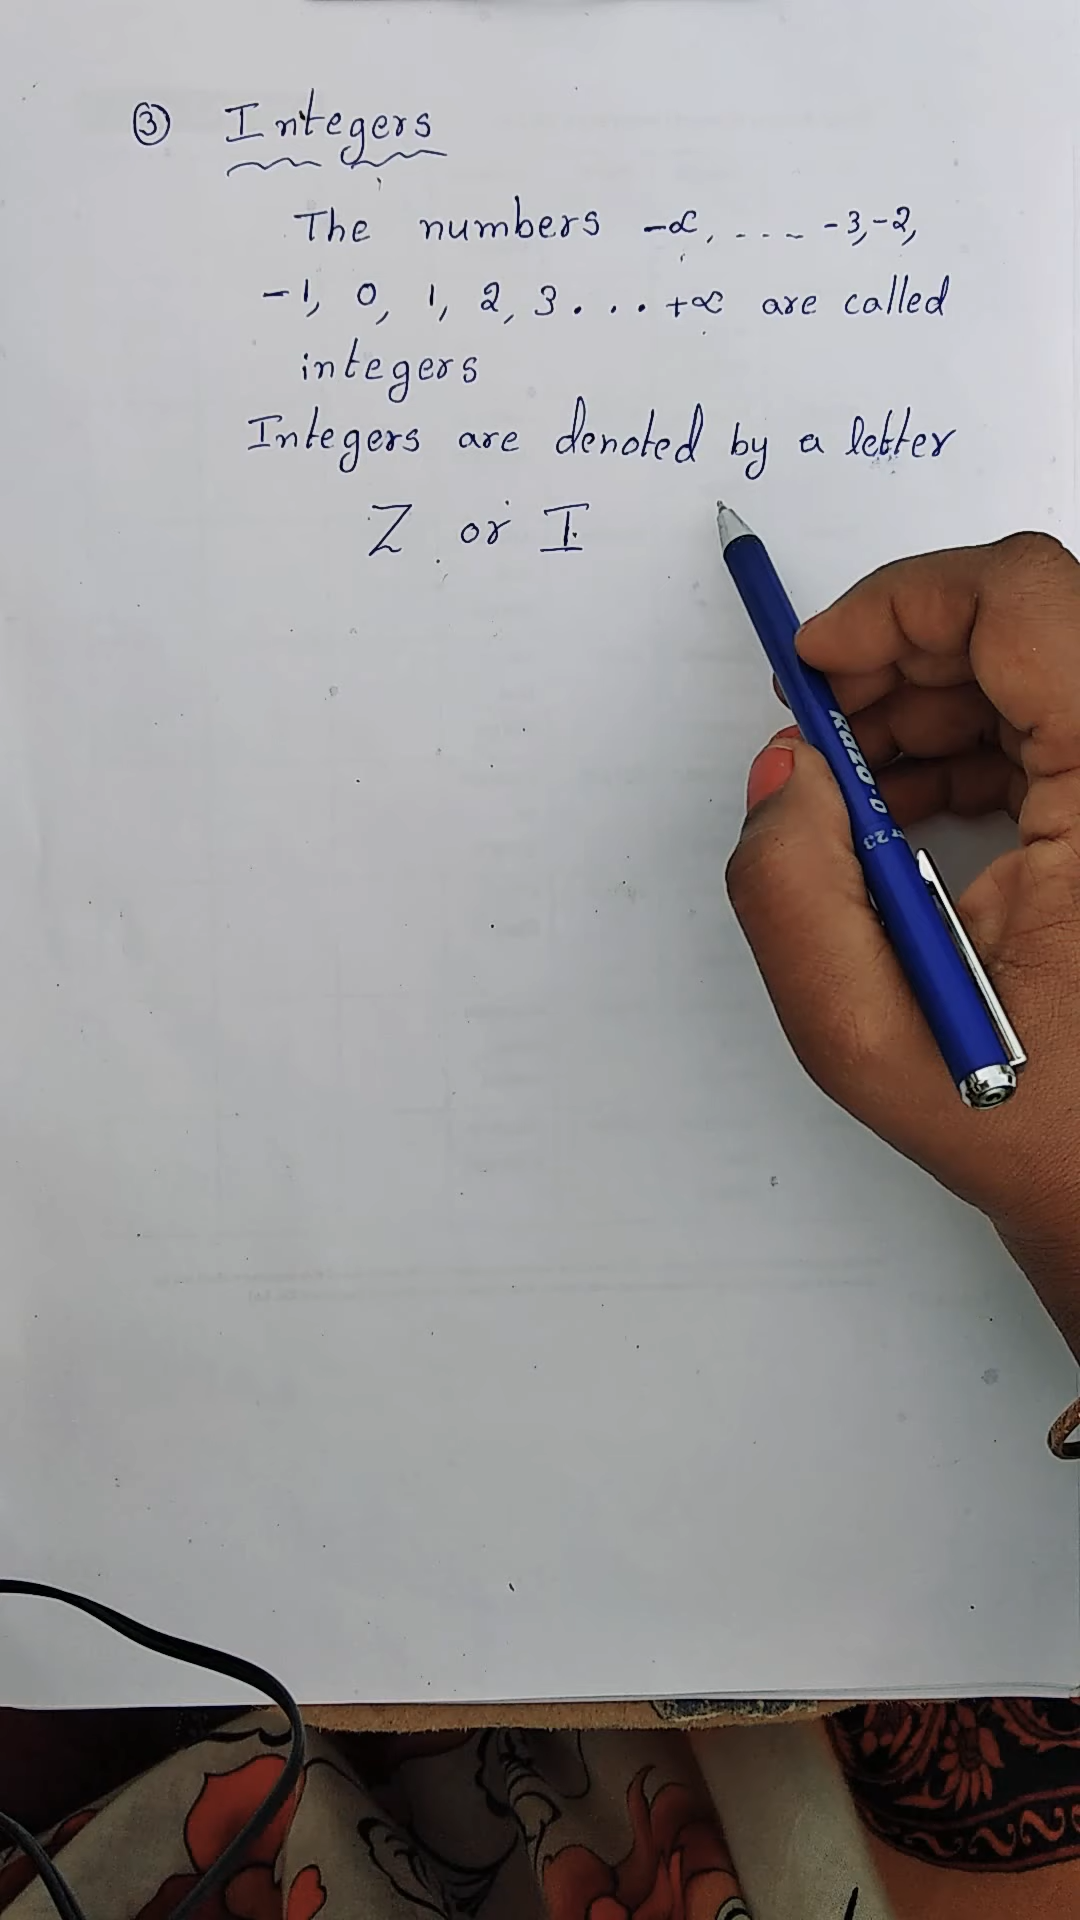 ③ Integers
The numbers -∝, .... -3,-2,
-1, 0, 1, 2, 3 . . . +∝ are called
integers
Integers are denoted by a letter
Z or I